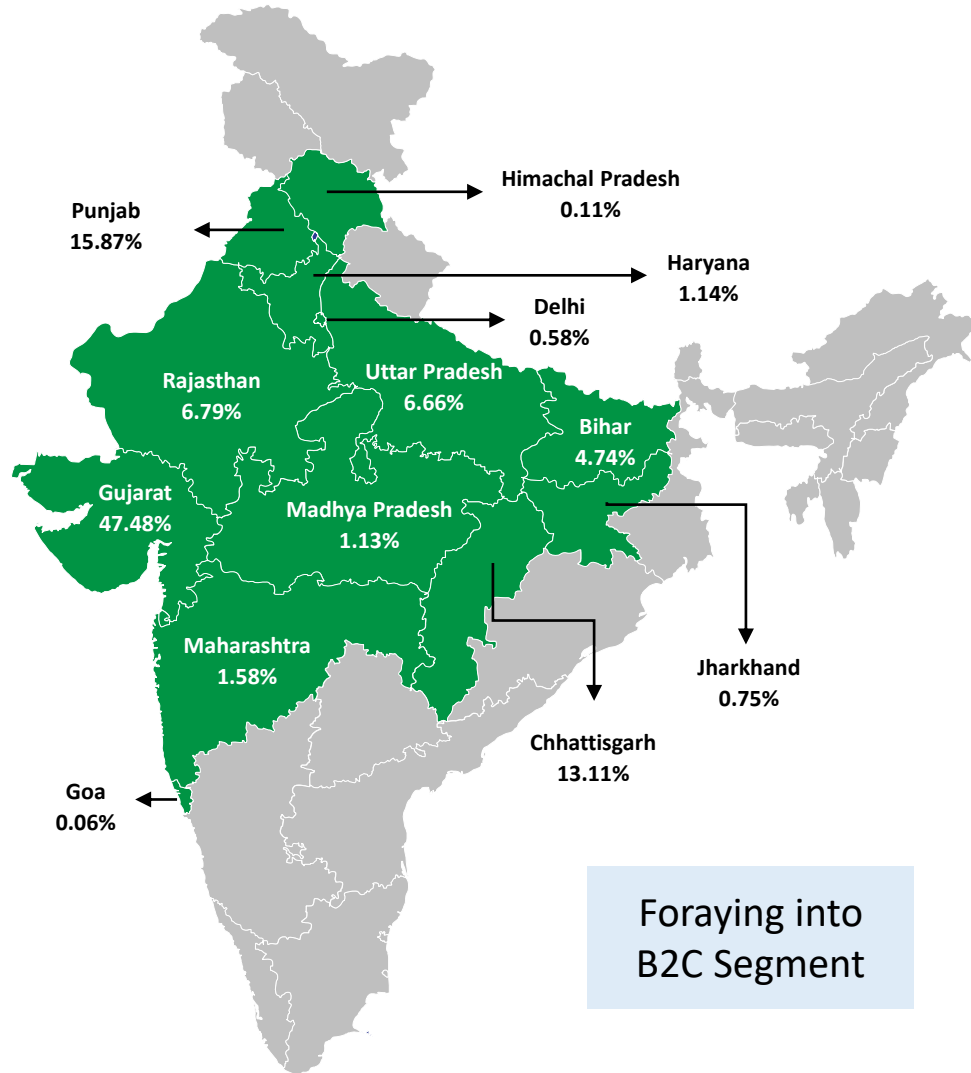 Himachal Pradesh
0.11%
Punjab
15.87%
Haryana
1.14%
Delhi
0.58%
Rajasthan
6.79%
Uttar Pradesh
6.66%
Bihar
4.74%
Gujarat
47.48%
Madhya Pradesh
1.13%
Maharashtra
1.58%
Jharkhand
0.75%
Chhattisgarh
13.11%
Goa
0.06%
Foraying into
B2C Segment